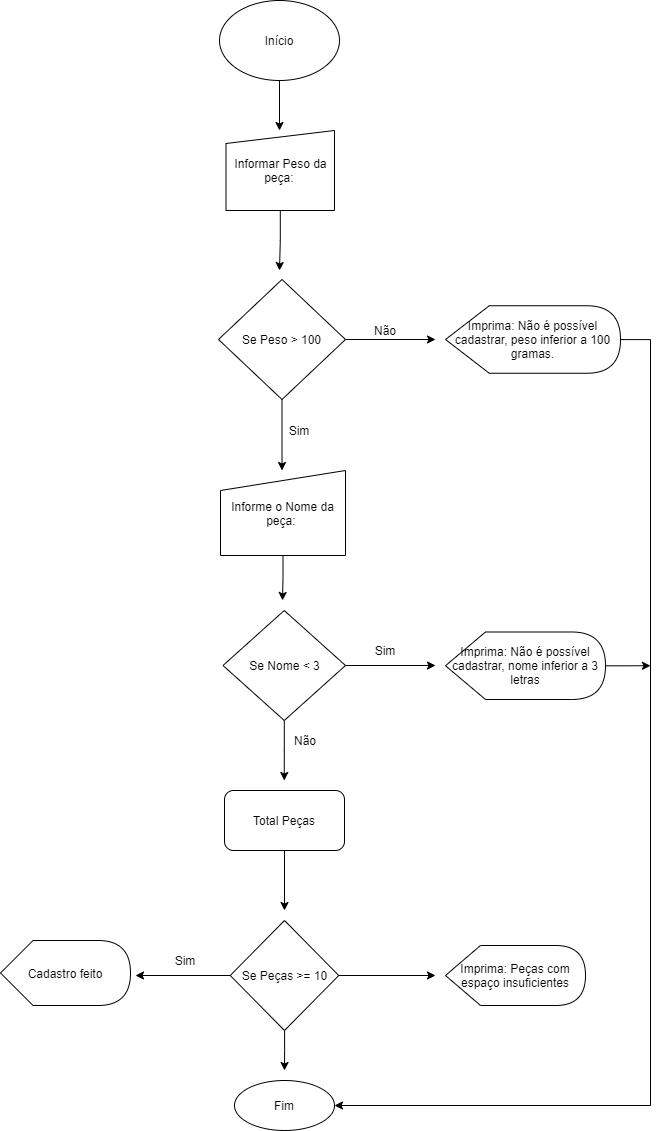 Início
Informar Peso da
peça:
Se Peso > 100
Não
Imprima: Não é possível
cadastrar, peso inferior a 100
gramas.
Sim
Informe o Nome da
peça:
Se Nome < 3
Sim
Imprima: Não é possível
cadastrar, nome inferior a 3
letras
Não
Total Peças
Se Peças >= 10
Sim
Cadastro feito
Imprima: Peças com
espaço insuficientes
Fim